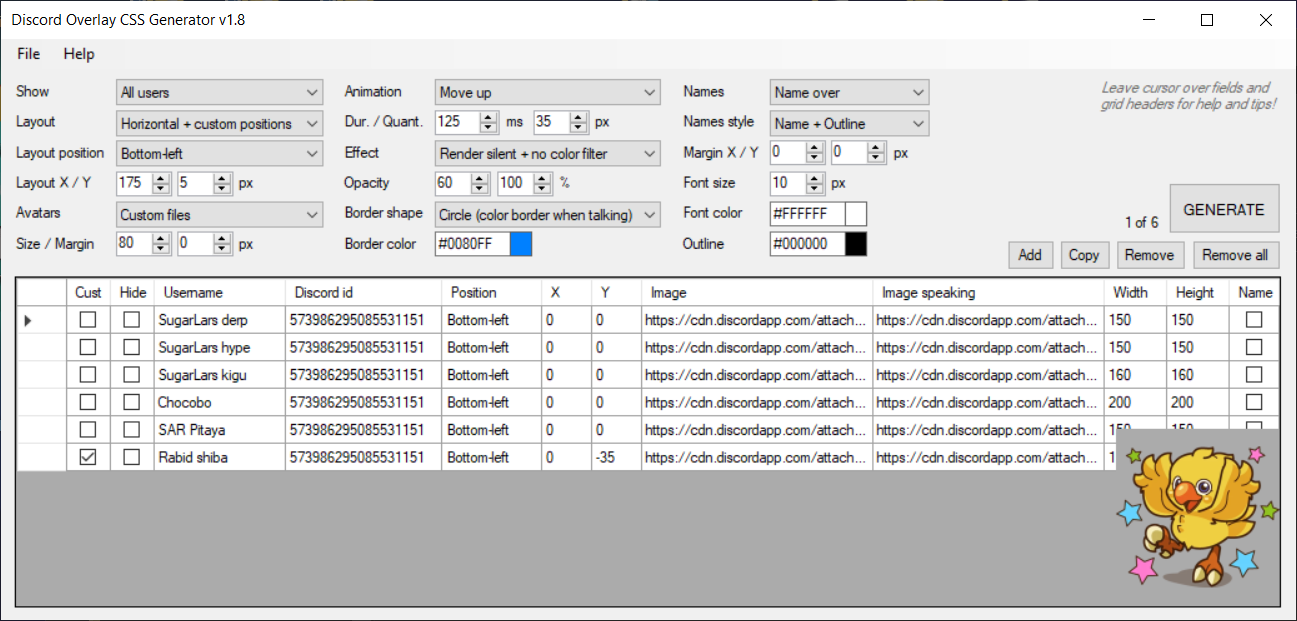 Discord Overlay CSS Generator v1.8
File Help
Show All users Animation Move up Names Name over Leave cursor over fields and
grid headers for help and tips!
Layout Horizontal + custom positions Dur. / Quant. 125 ms 35 px Names style Name + Outline
Layout position Bottom-left Effect Render silent + no color filter Margin X / Y 0 0 px
Layout X / Y 175 5 px Opacity 60 100 % Font size 10 px
Avatars Custom files Border shape Circle (color border when talking) Font color #FFFFFF 1 of 6 GENERATE
Size / Margin 80 0 px Border color #0080FF Outline #000000
Add Copy Remove Remove all
Cust Hide Username Discord id Position X Y Image Image speaking Width Height Name
SugarLars derp 573986295085531151 Bottom-left 0 0 https://cdn.discordapp.com/attach... https://cdn.discordapp.com/attach... 150 150
SugarLars hype 573986295085531151 Bottom-left 0 0 https://cdn.discordapp.com/attach... https://cdn.discordapp.com/attach... 150 150
SugarLars kigu 573986295085531151 Bottom-left 0 0 https://cdn.discordapp.com/attach... https://cdn.discordapp.com/attach... 160 160
Chocobo 573986295085531151 Bottom-left 0 0 https://cdn.discordapp.com/attach... https://cdn.discordapp.com/attach... 200 200
SAR Pitaya 573986295085531151 Bottom-left 0 0 https://cdn.discordapp.com/attach... https://cdn.discordapp.com/attach...
Rabid shiba 573986295085531151 Bottom-left 0 -35 https://cdn.discordapp.com/attach... https://cdn.discordapp.com/attach...